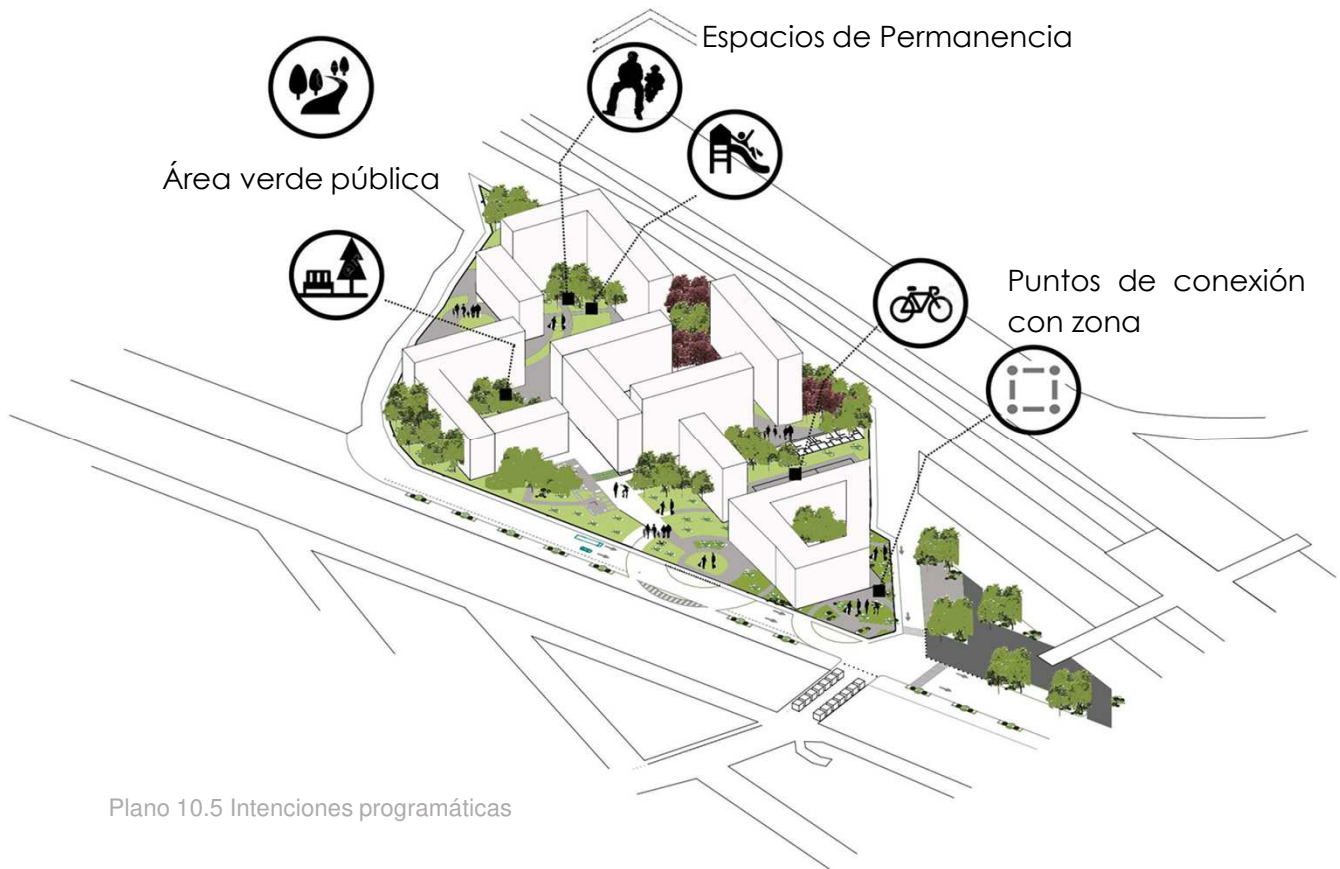 Espacios de Permanencia
Área verde pública
Puntos de conexión
con zona
Plano 10.5 Intenciones programáticas